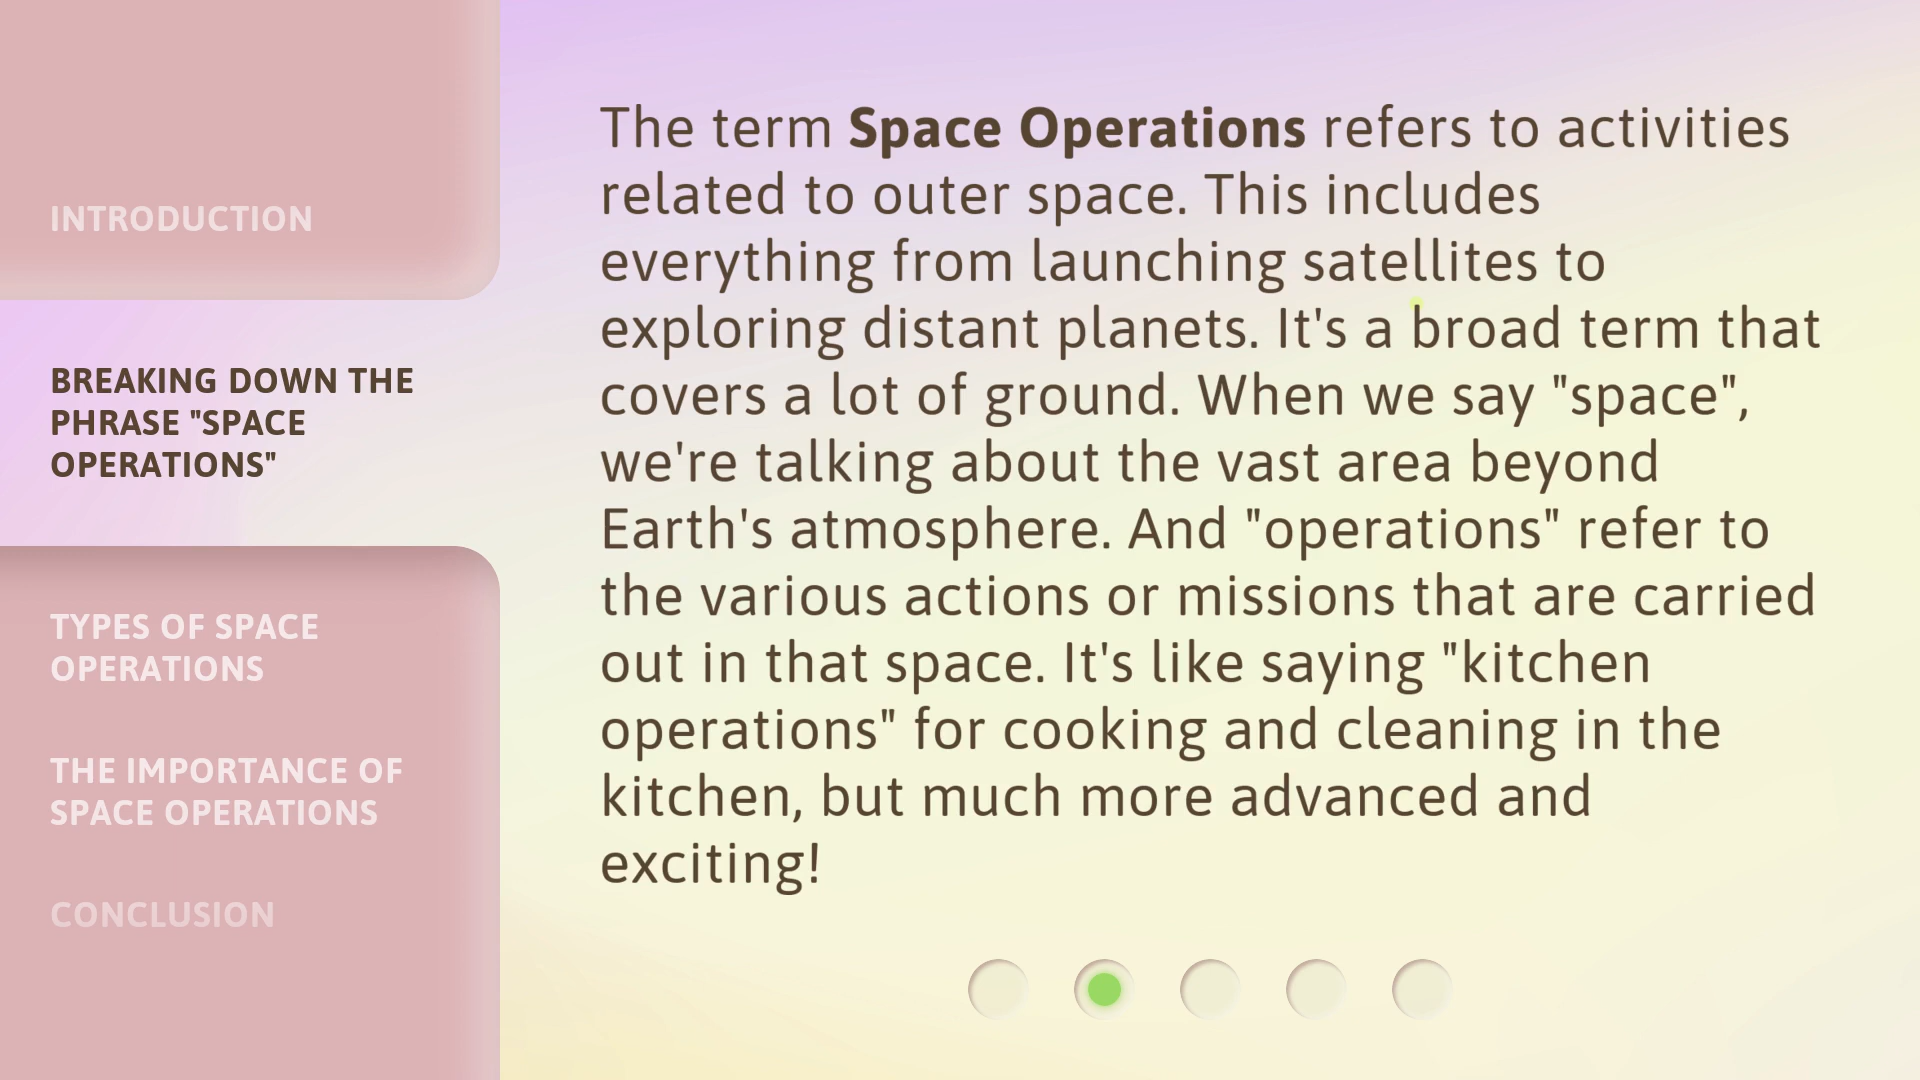 INTRODUCTION
BREAKING DOWN THE
PHRASE "SPACE
OPERATIONS"
TYPES OF SPACE
OPERATIONS
THE IMPORTANCE OF
SPACE OPERATIONS
CONCLUSION
The term Space Operations refers to activities
related to outer space. This includes
everything from launching satellites to
exploring distant planets. It's a broad term that
covers a lot of ground. When we say "space",
we're talking about the vast area beyond
Earth's atmosphere. And "operations" refer to
the various actions or missions that are carried
out in that space. It's like saying "kitchen
operations" for cooking and cleaning in the
kitchen, but much more advanced and
exciting!